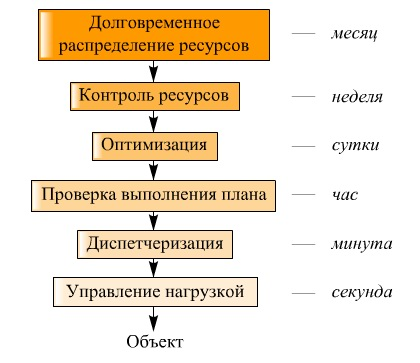 Долговременное
распределение ресурсов
месяц
Контроль ресурсов
неделя
Оптимизация
сутки
Проверка выполнения плана
час
Диспетчеризация
минута
Управление нагрузкой
секунда
Объект